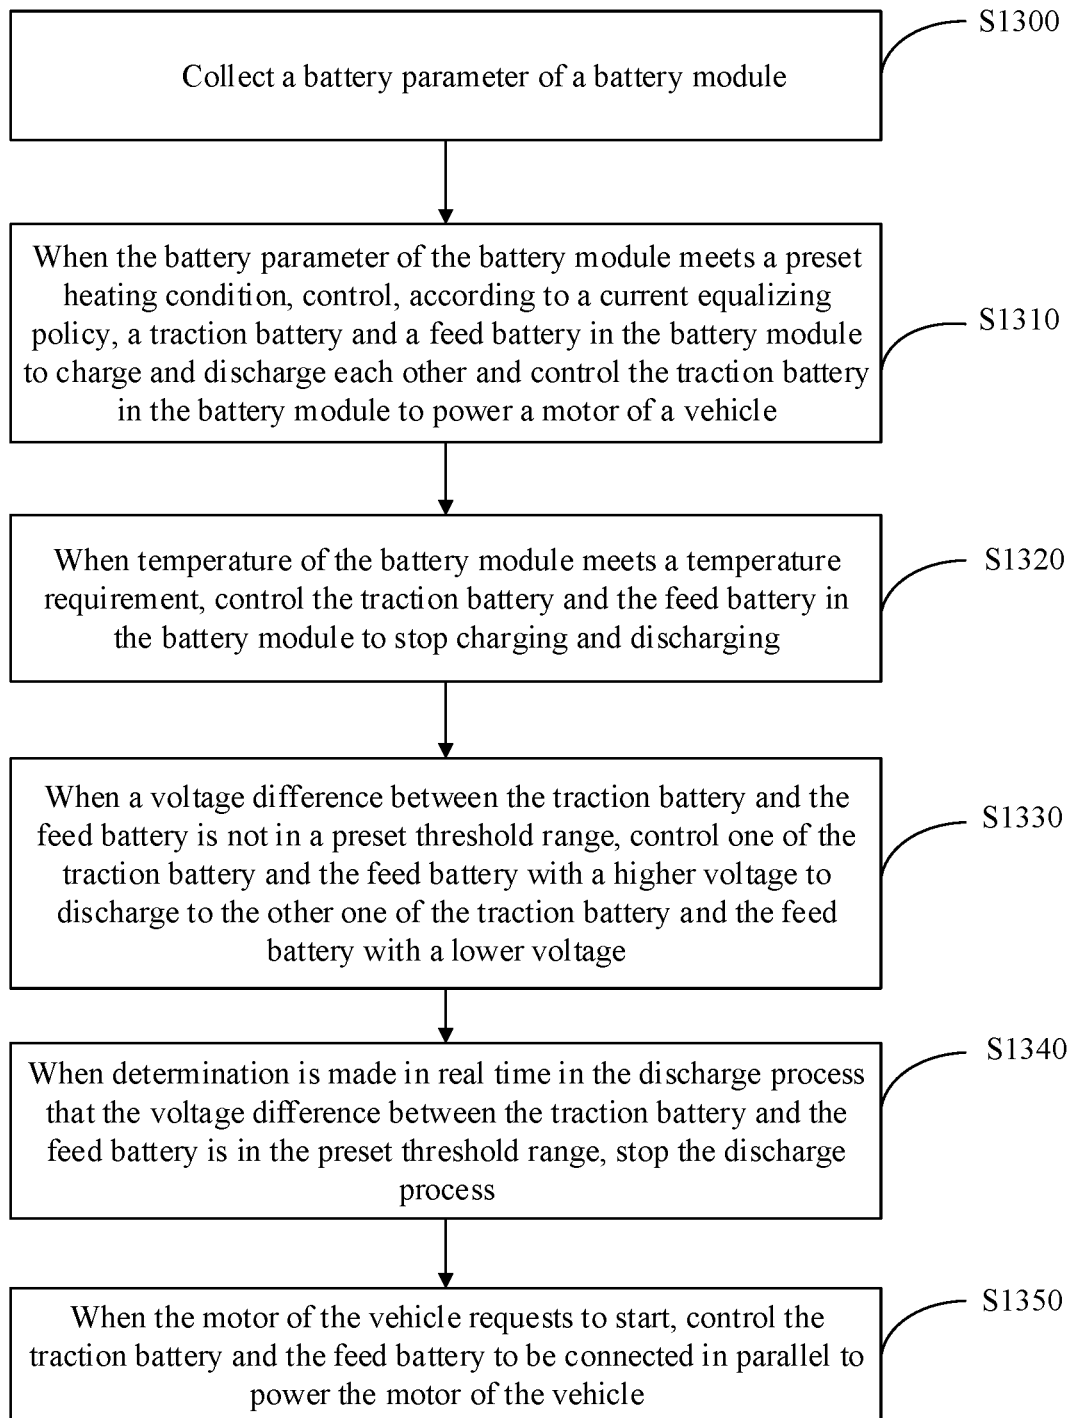 S1300
Collect a battery parameter of a battery module
When the battery parameter of the battery module meets a preset
heating condition, control, according to a current equalizing
policy, a traction battery and a feed battery in the battery module
to charge and discharge each other and control the traction battery
in the battery module to power a motor of a vehicle
S1310
When temperature of the battery module meets a temperature
requirement, control the traction battery and the feed battery in
the battery module to stop charging and discharging
S1320
When a voltage difference between the traction battery and the
feed battery is not in a preset threshold range, control one of the
traction battery and the feed battery with a higher voltage to
discharge to the other one of the traction battery and the feed
battery with a lower voltage
S1330
When determination is made in real time in the discharge process
that the voltage difference between the traction battery and the
feed battery is in the preset threshold range, stop the discharge
process
S1340
When the motor of the vehicle requests to start, control the
traction battery and the feed battery to be connected in parallel to
power the motor of the vehicle
S1350